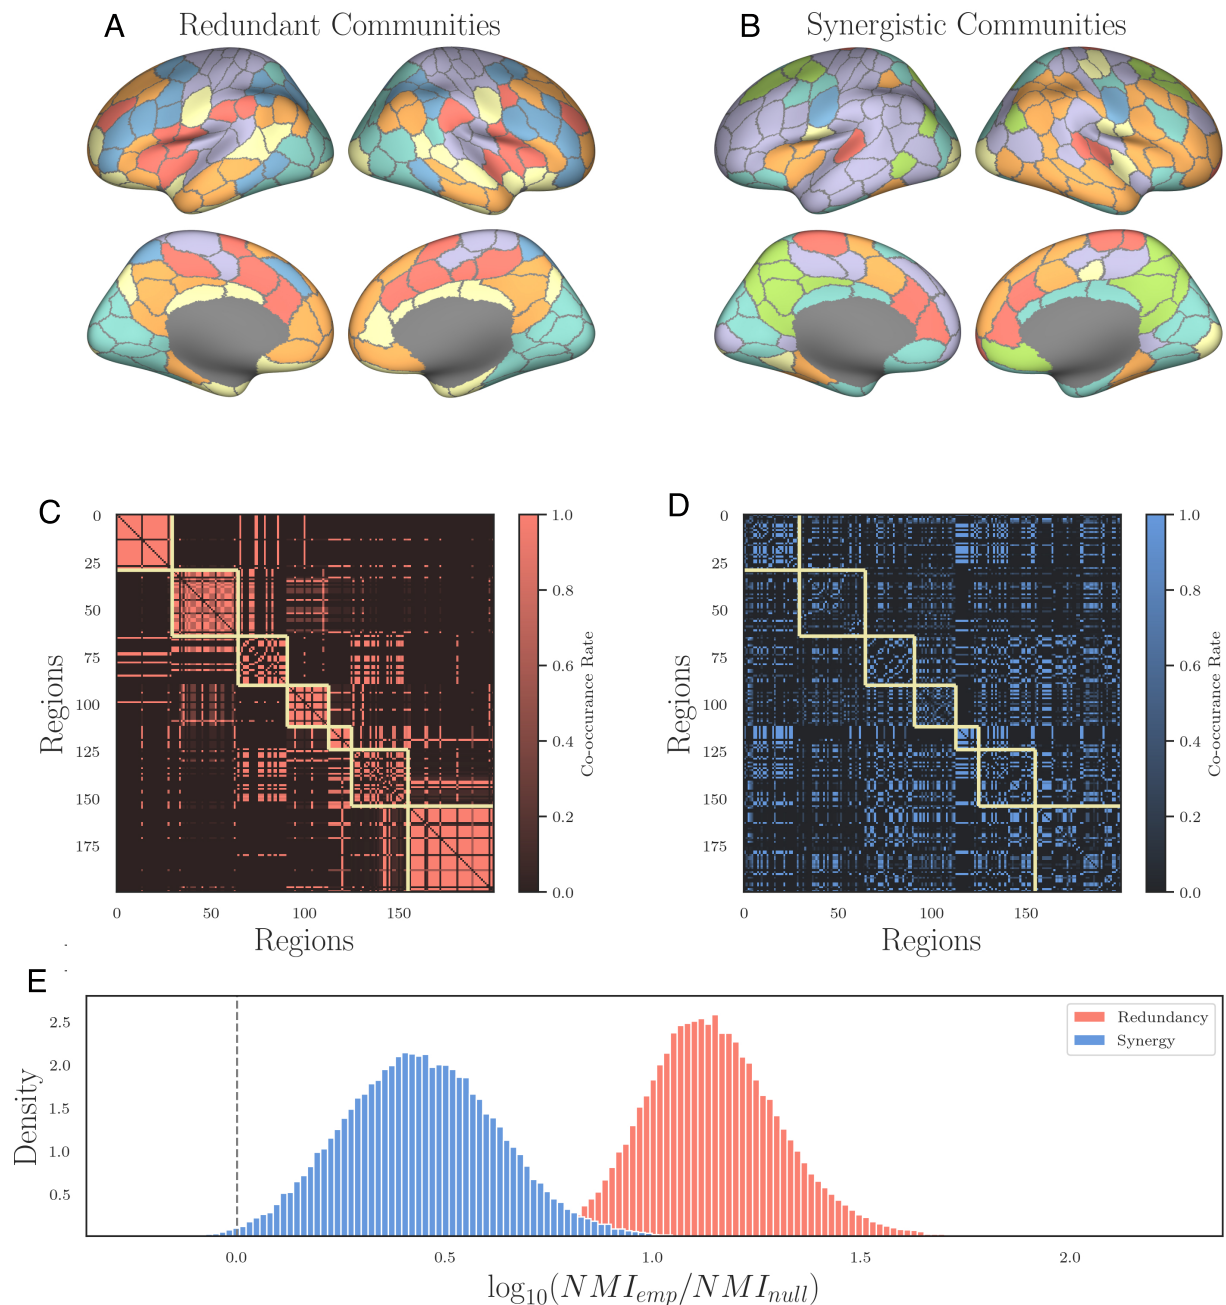 A Redundant Communities
B Synergistic Communities
C
0
25
50
75
100
125
150
175
Regions
0 50 100 150
Regions
1.0
0.8
0.6
0.4
0.2
0.0
Co-occurance Rate
D
0
25
50
75
100
125
150
175
Regions
0 50 100 150
Regions
1.0
0.8
0.6
0.4
0.2
0.0
Co-occurance Rate
E
2.5
2.0
1.5
1.0
0.5
Density
Redundancy
Synergy
0.0 0.5 1.0 1.5 2.0
log₁₀(NMI_emp/NMI_null)